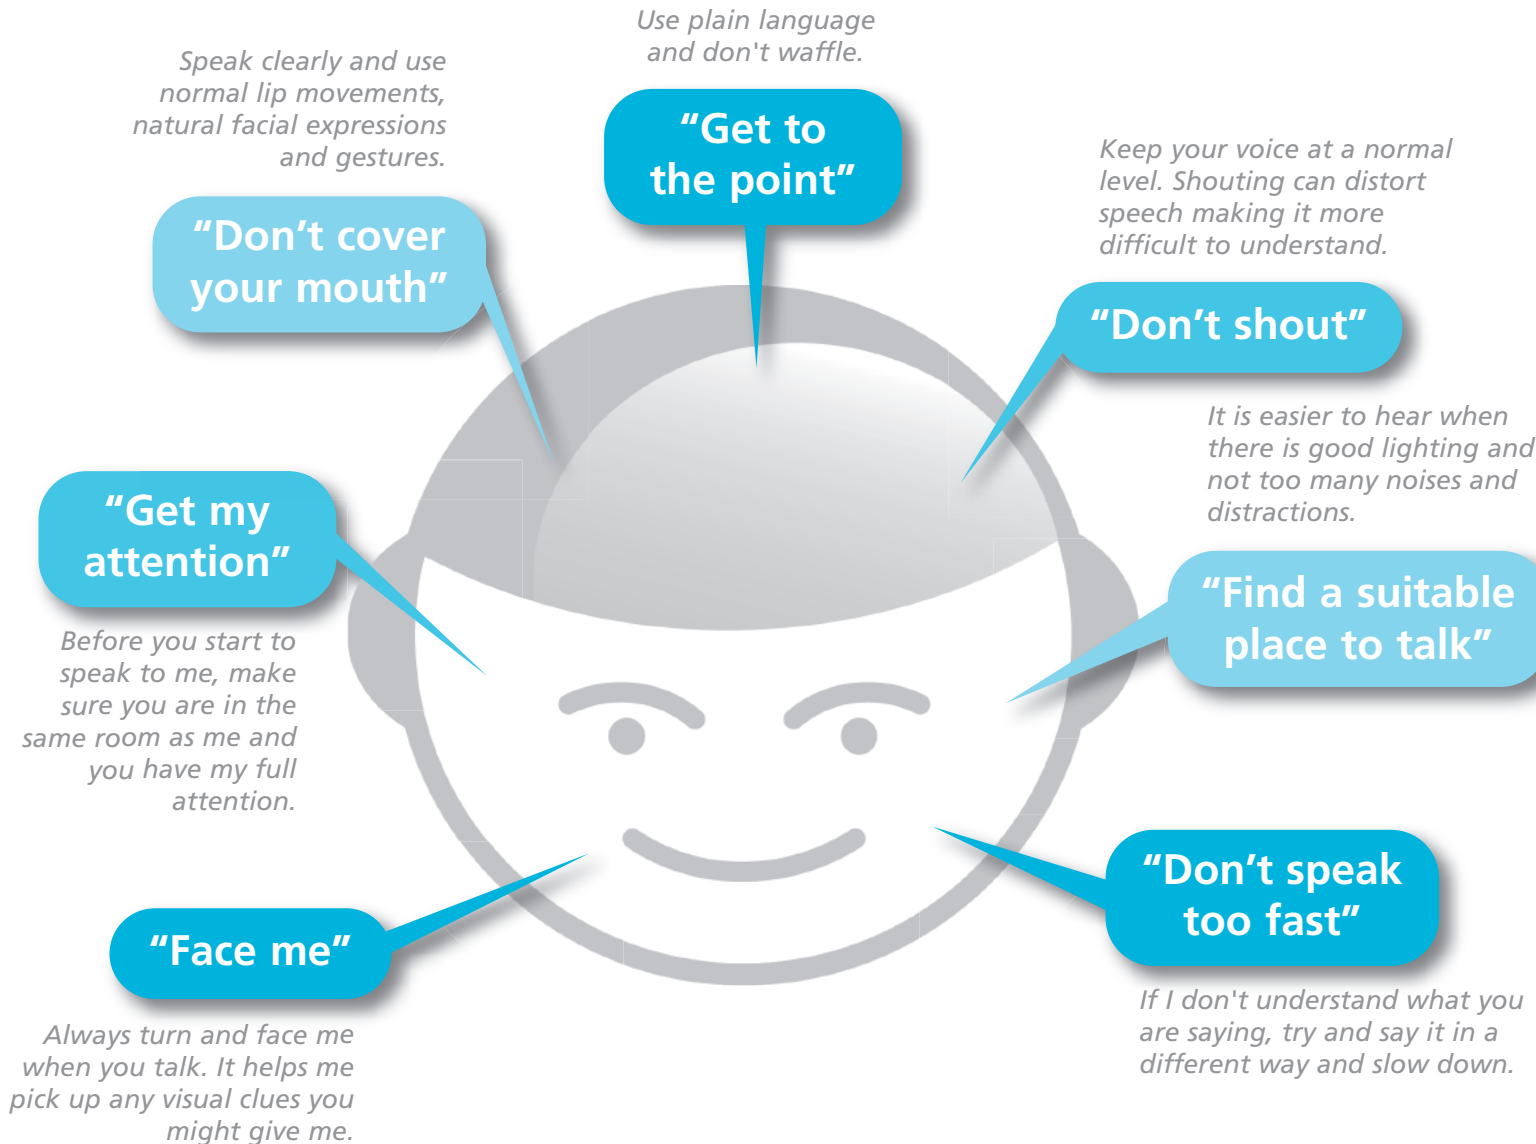 Use plain language
and don't waffle.
"Get to
the point"
Speak clearly and use
normal lip movements,
natural facial expressions
and gestures.
"Don't cover
your mouth"
Keep your voice at a normal
level. Shouting can distort
speech making it more
difficult to understand.
"Don't shout"
It is easier to hear when
there is good lighting and
not too many noises and
distractions.
"Find a suitable
place to talk"
"Get my
attention"
Before you start to
speak to me, make
sure you are in the
same room as me and
you have my full
attention.
"Face me"
Always turn and face me
when you talk. It helps me
pick up any visual clues you
might give me.
"Don't speak
too fast"
If I don't understand what you
are saying, try and say it in a
different way and slow down.